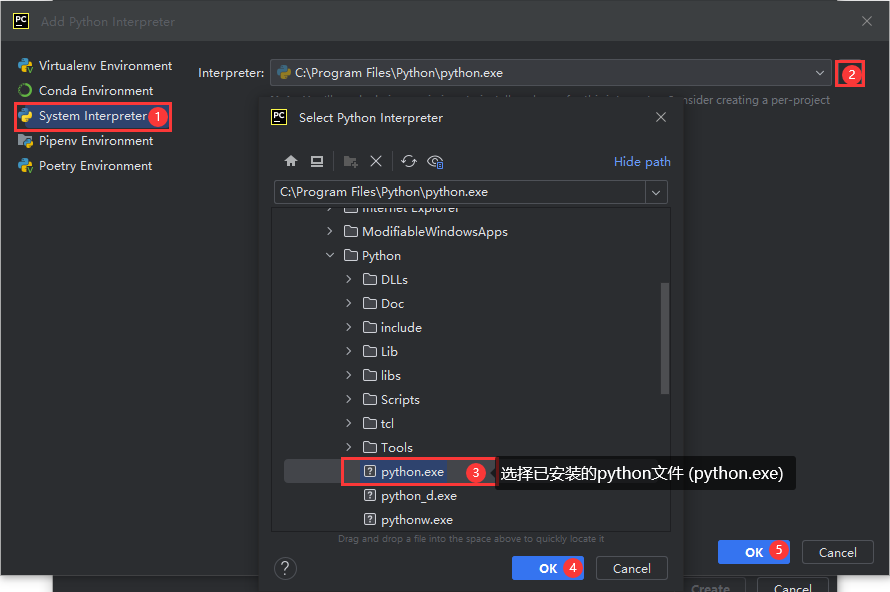 PC Add Python Interpreter
Virtualenv Environment
Conda Environment
System Interpreter 1
Pipenv Environment
Poetry Environment
Interpreter: C:\Program Files\Python\python.exe 2
onsider creating a per-project
PC Select Python Interpreter
Hide path
C:\Program Files\Python\python.exe
Internet Explorer
ModifiableWindowsApps
Python
DLLs
Doc
include
Lib
libs
Scripts
tcl
Tools
? python.exe 3 选择已安装的python文件 (python.exe)
? python_d.exe
? pythonw.exe
Drag and drop a file into the space above to quickly locate it
? OK 4 Cancel
OK 5 Cancel
Create Cancel